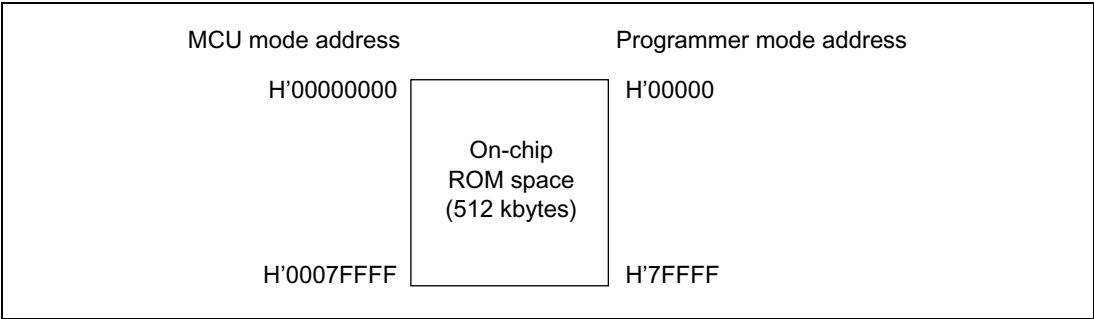 MCU mode address
Programmer mode address
H’00000000
H’00000
On-chip
ROM space
(512 kbytes)
H’0007FFFF
H’7FFFF